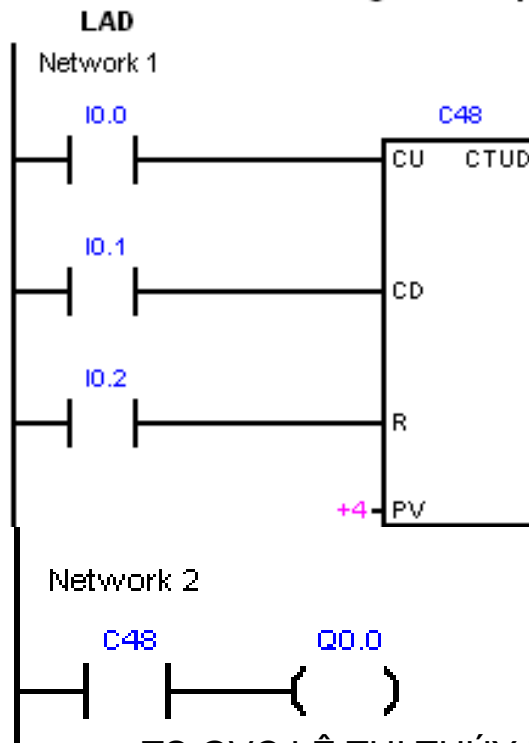 LAD
Network 1
I0.0 C48
CU CTUD
I0.1
CD
I0.2
R
+4 PV
Network 2
C48 Q0.0